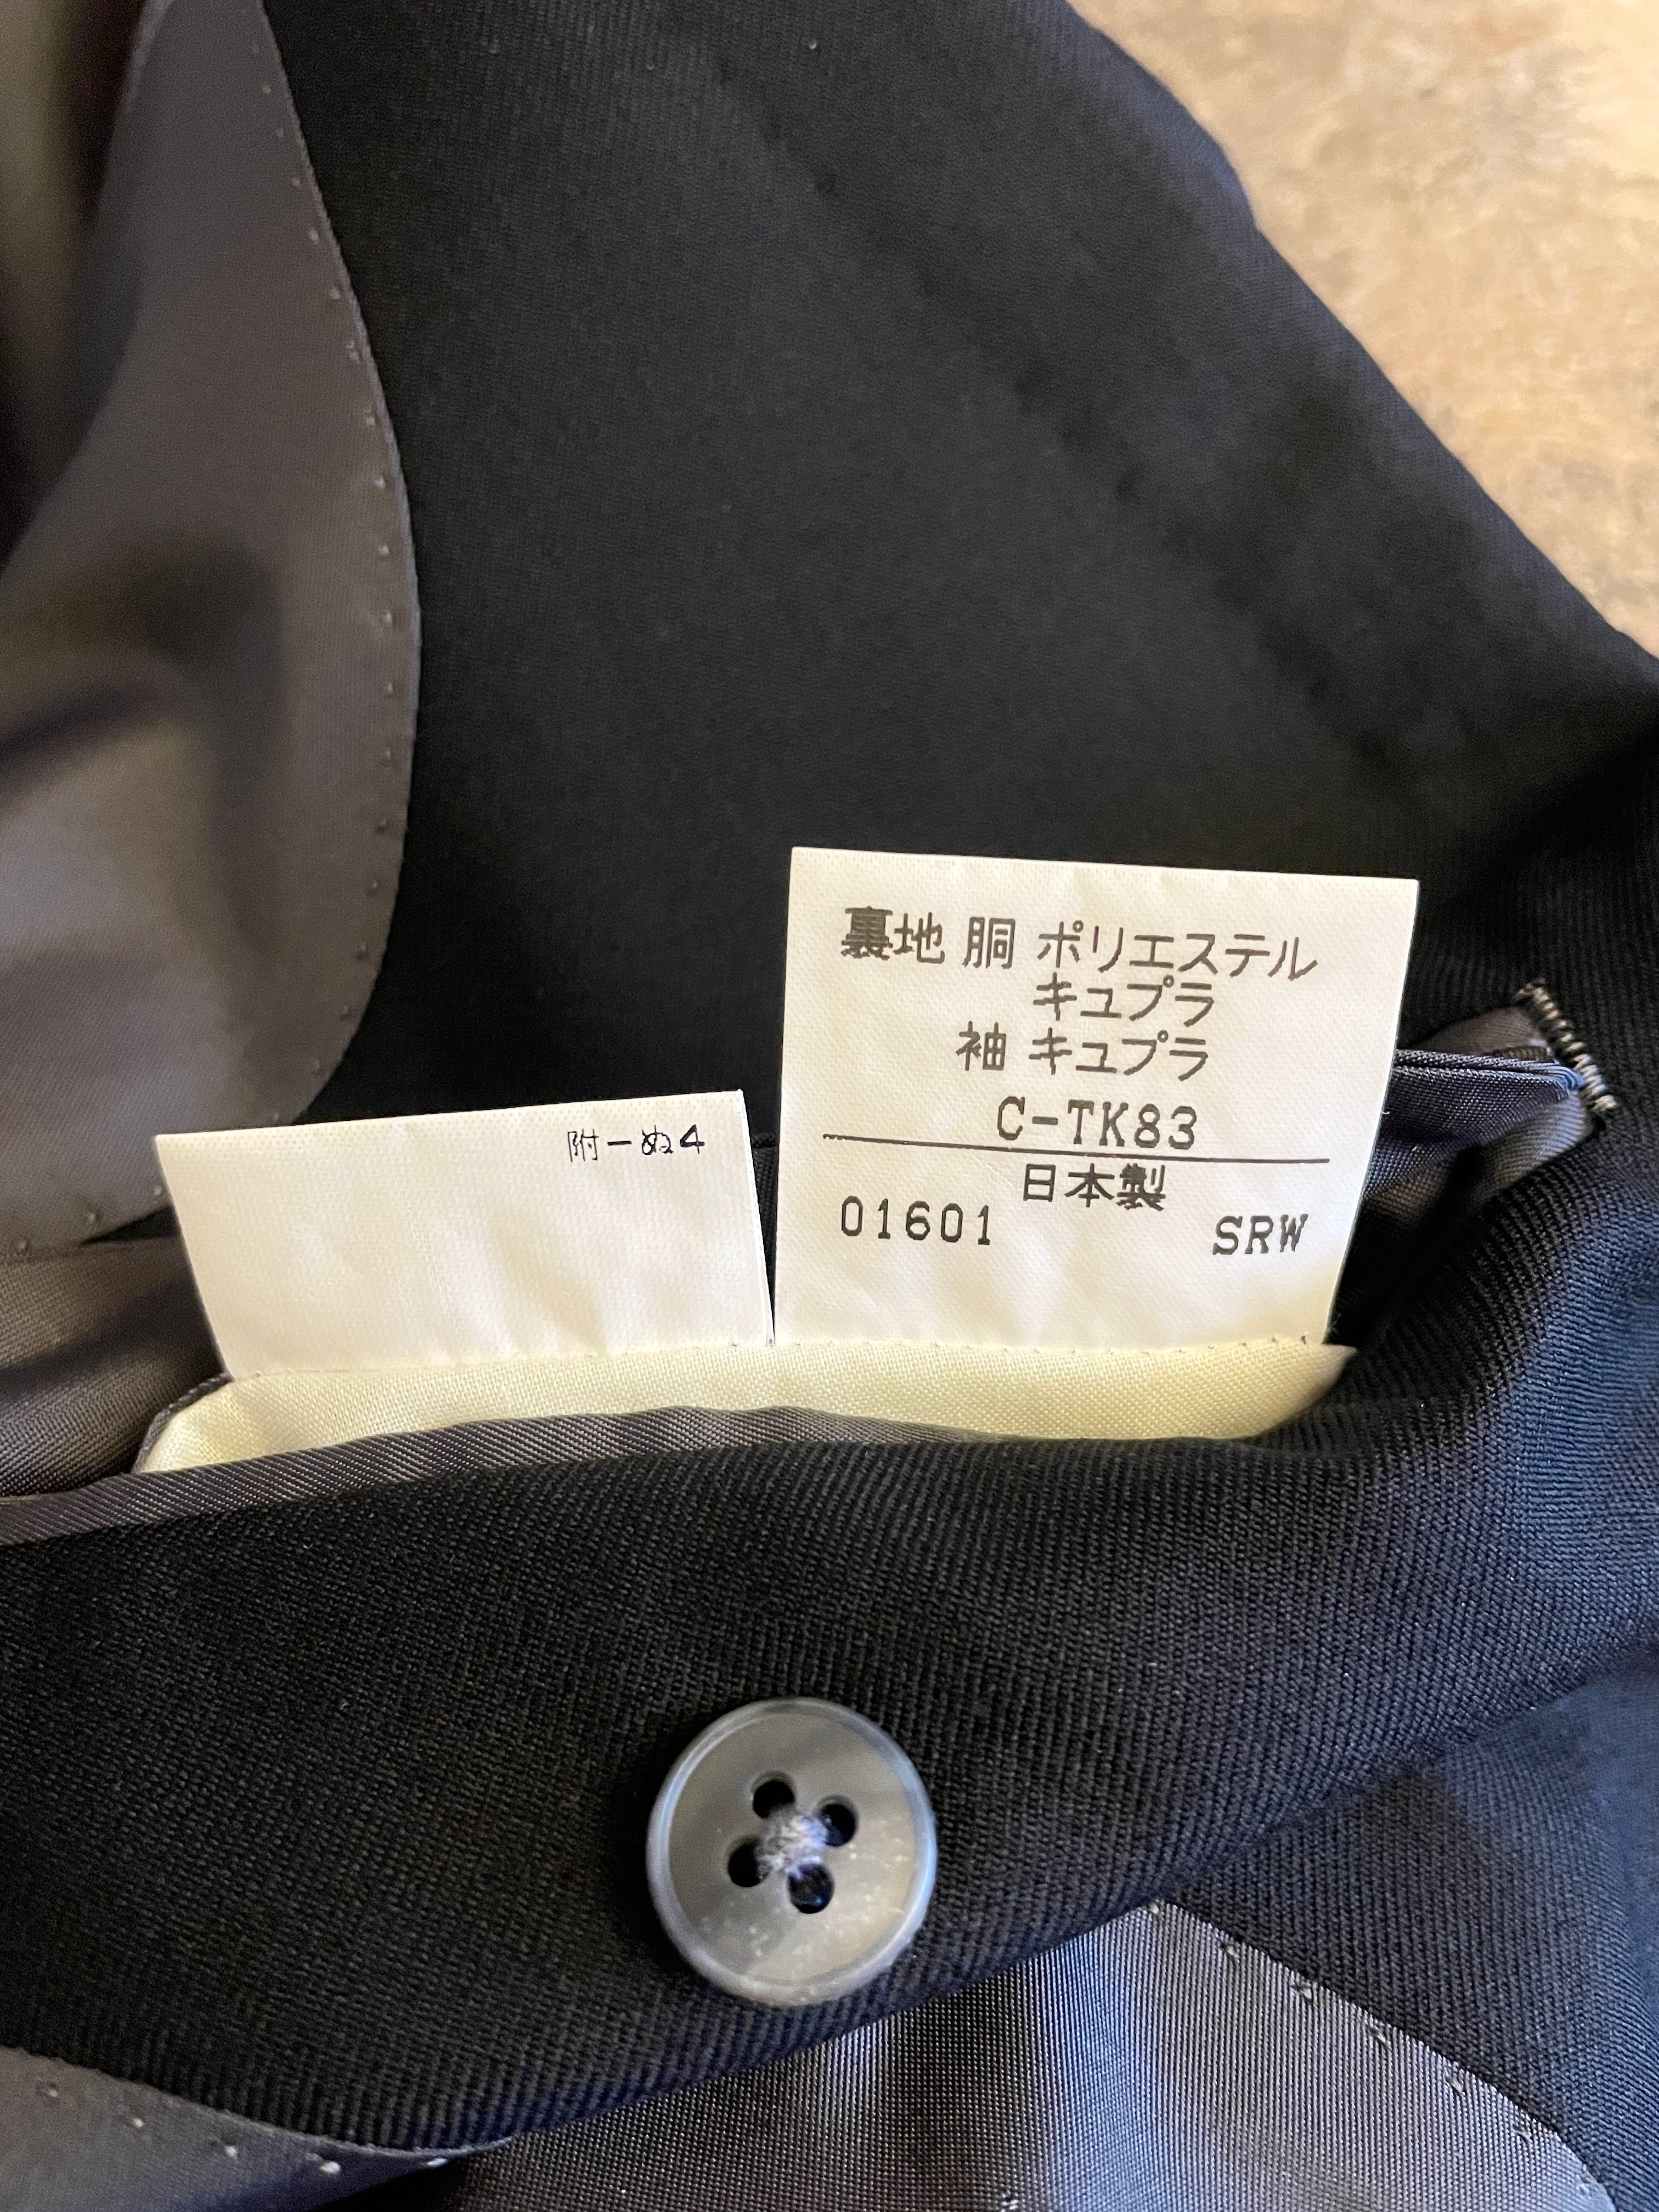 裏地 胴 ポリエステル
キュプラ
袖 キュプラ
C-TK83
日本製
01601 SRW
附ーぬ4